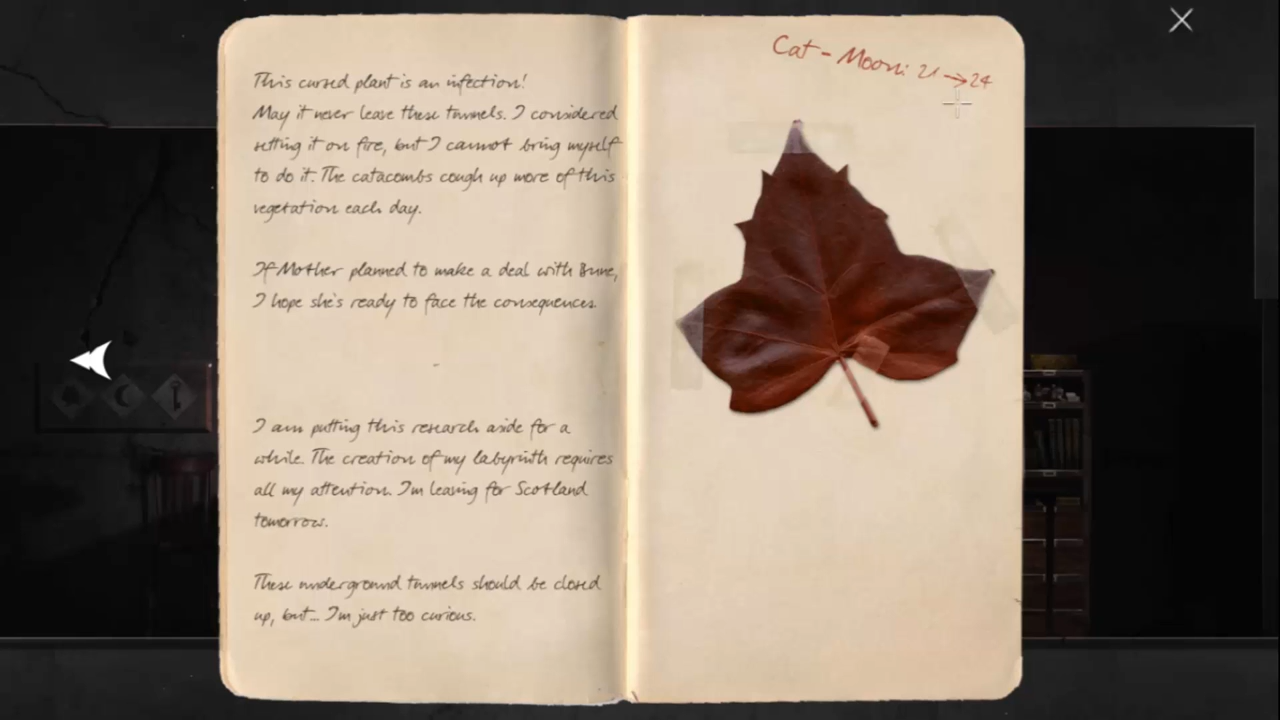 This cursed plant is an infection!
May it never leave these tunnels. I considered
setting it on fire, but I cannot bring myself
to do it. The catacombs cough up more of this
vegetation each day.
If Mother planned to make a deal with Brune,
I hope she's ready to face the consequences.
I am putting this research aside for a
while. The creation of my labyrinth requires
all my attention. I'm leaving for Scotland
tomorrow.
These underground tunnels should be closed
up, but... I'm just too curious.
Cat - Moon: 21 → 24